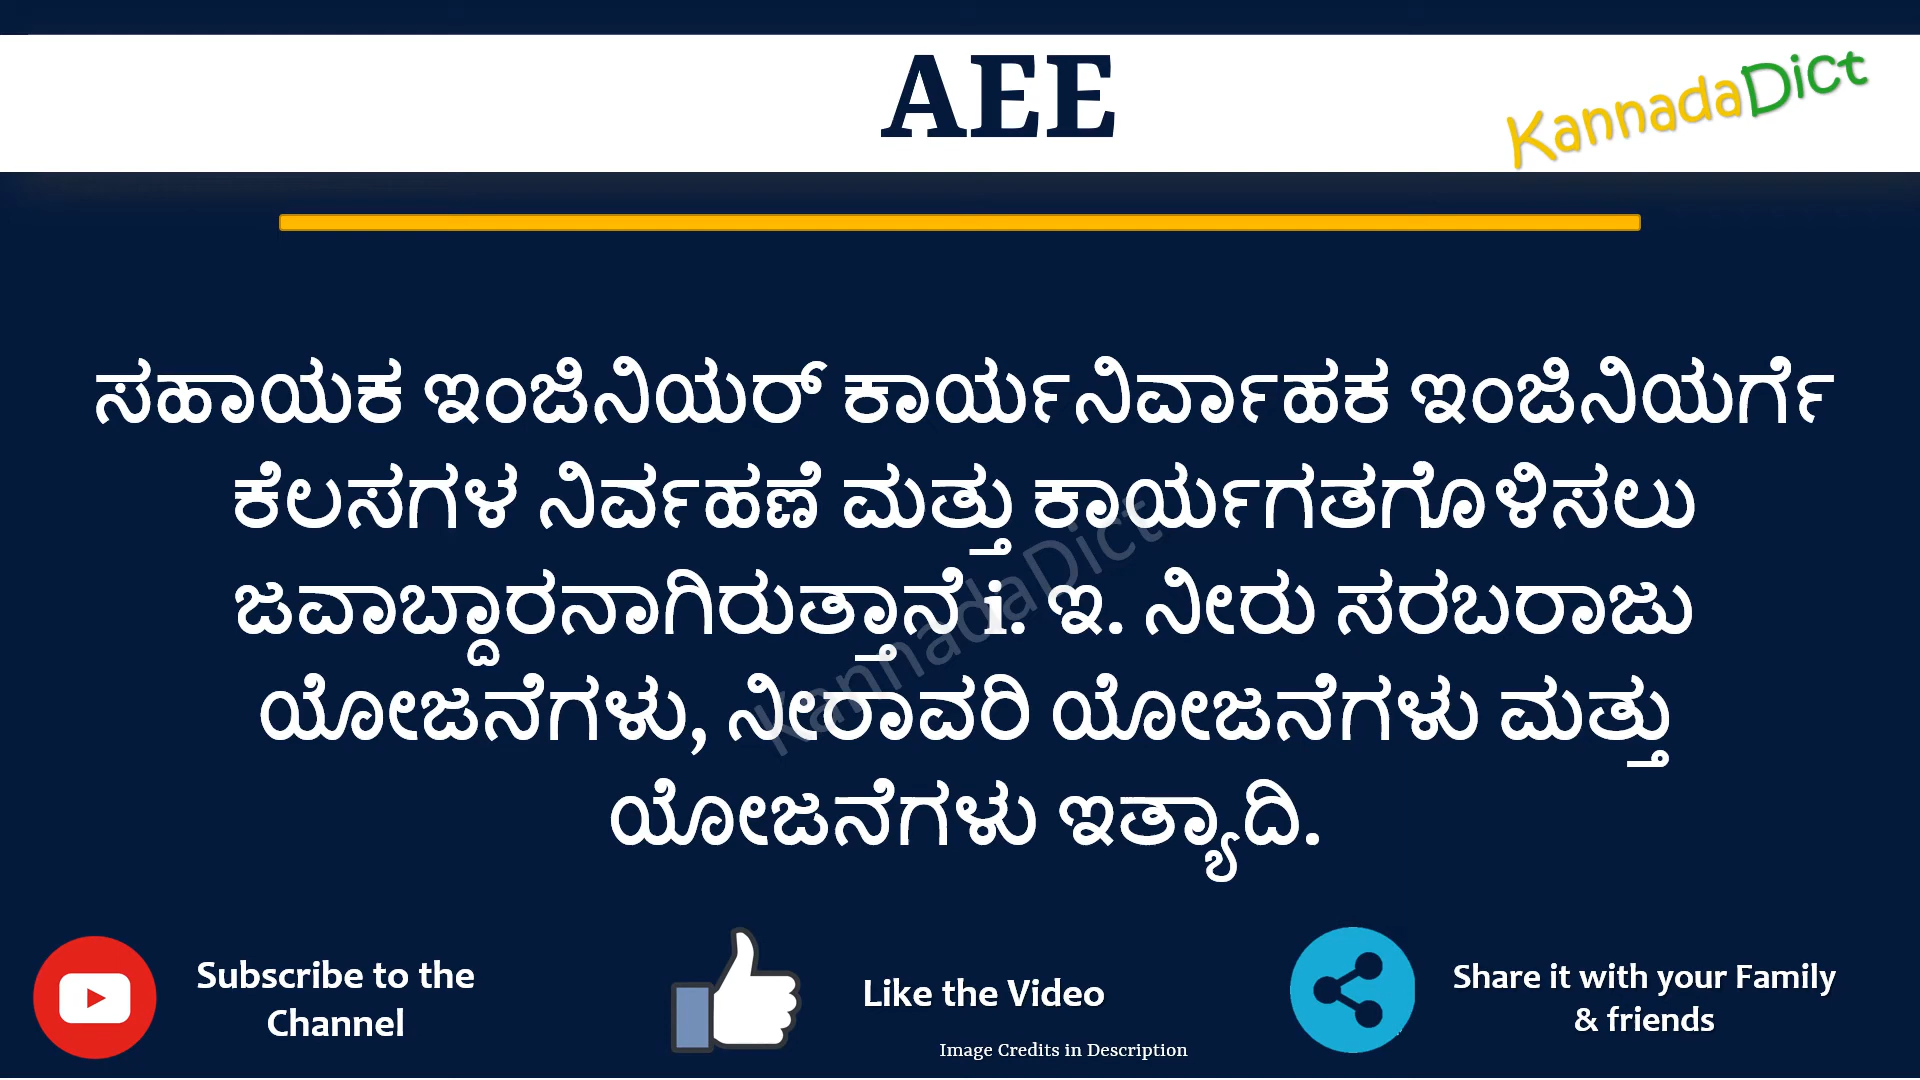 AEE
KannadaDict
ಸಹಾಯಕ ಇಂಜಿನಿಯರ್ ಕಾರ್ಯನಿರ್ವಾಹಕ ಇಂಜಿನಿಯರ್ಗೆ
ಕೆಲಸಗಳ ನಿರ್ವಹಣೆ ಮತ್ತು ಕಾರ್ಯಗತಗೊಳಿಸಲು
ಜವಾಬ್ದಾರನಾಗಿರುತ್ತಾನೆ i. ಇ. ನೀರು ಸರಬರಾಜು
ಯೋಜನೆಗಳು, ನೀರಾವರಿ ಯೋಜನೆಗಳು ಮತ್ತು
ಯೋಜನೆಗಳು ಇತ್ಯಾದಿ.
KannadaDict
Subscribe to the
Channel
Like the Video
Share it with your Family
& friends
Image Credits in Description